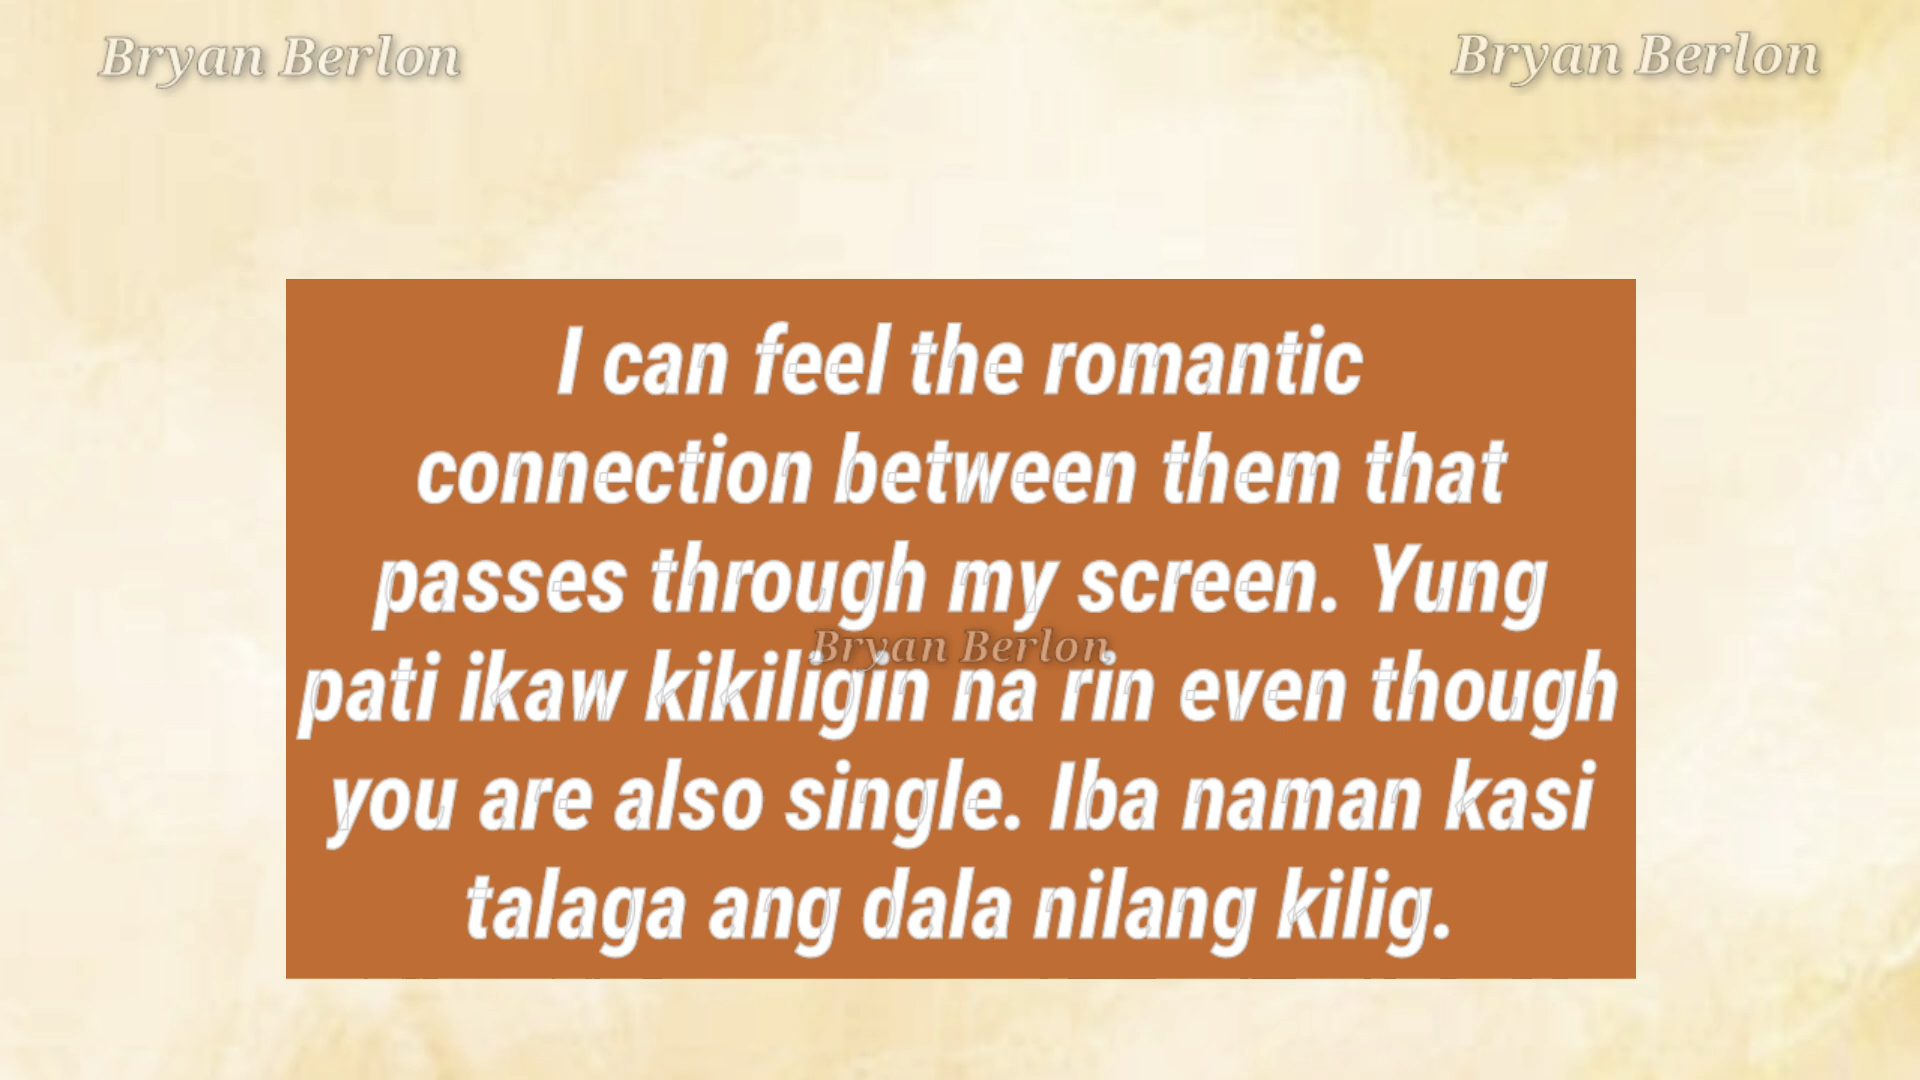 Bryan Berlon
Bryan Berlon
I can feel the romantic
connection between them that
passes through my screen. Yung
Bryan Berlon
pati ikaw kikiligin na rin even though
you are also single. Iba naman kasi
talaga ang dala nilang kilig.